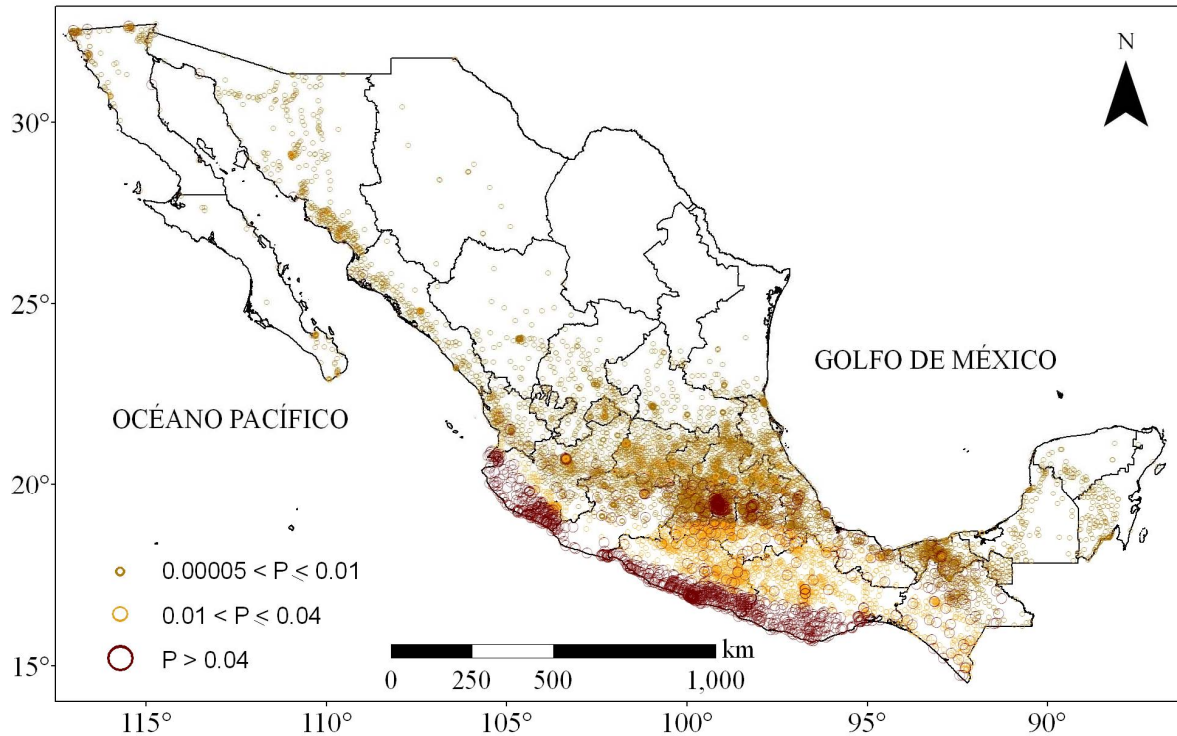 N
30°
25°
GOLFO DE MÉXICO
OCÉANO PACÍFICO
20°
0.00005 < P ⩽ 0.01
0.01 < P ⩽ 0.04
P > 0.04
km
15°
0 250 500 1,000
115° 110° 105° 100° 95° 90°